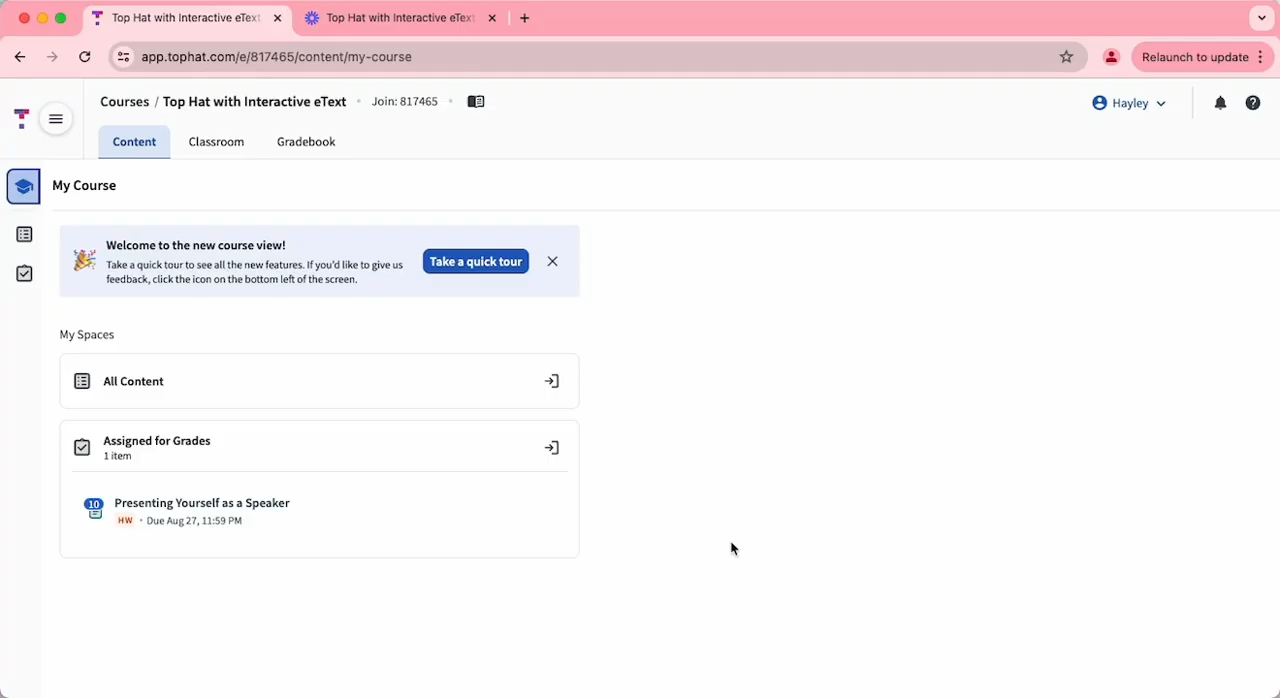 Top Hat with Interactive eText
Top Hat with Interactive eText
app.tophat.com/e/817465/content/my-course
Relaunch to update
Courses / Top Hat with Interactive eText • Join: 817465 •
Hayley
Content
Classroom
Gradebook
My Course
Welcome to the new course view!
Take a quick tour to see all the new features. If you'd like to give us
feedback, click the icon on the bottom left of the screen.
Take a quick tour
My Spaces
All Content
Assigned for Grades
1 item
10
Presenting Yourself as a Speaker
HW • Due Aug 27, 11:59 PM